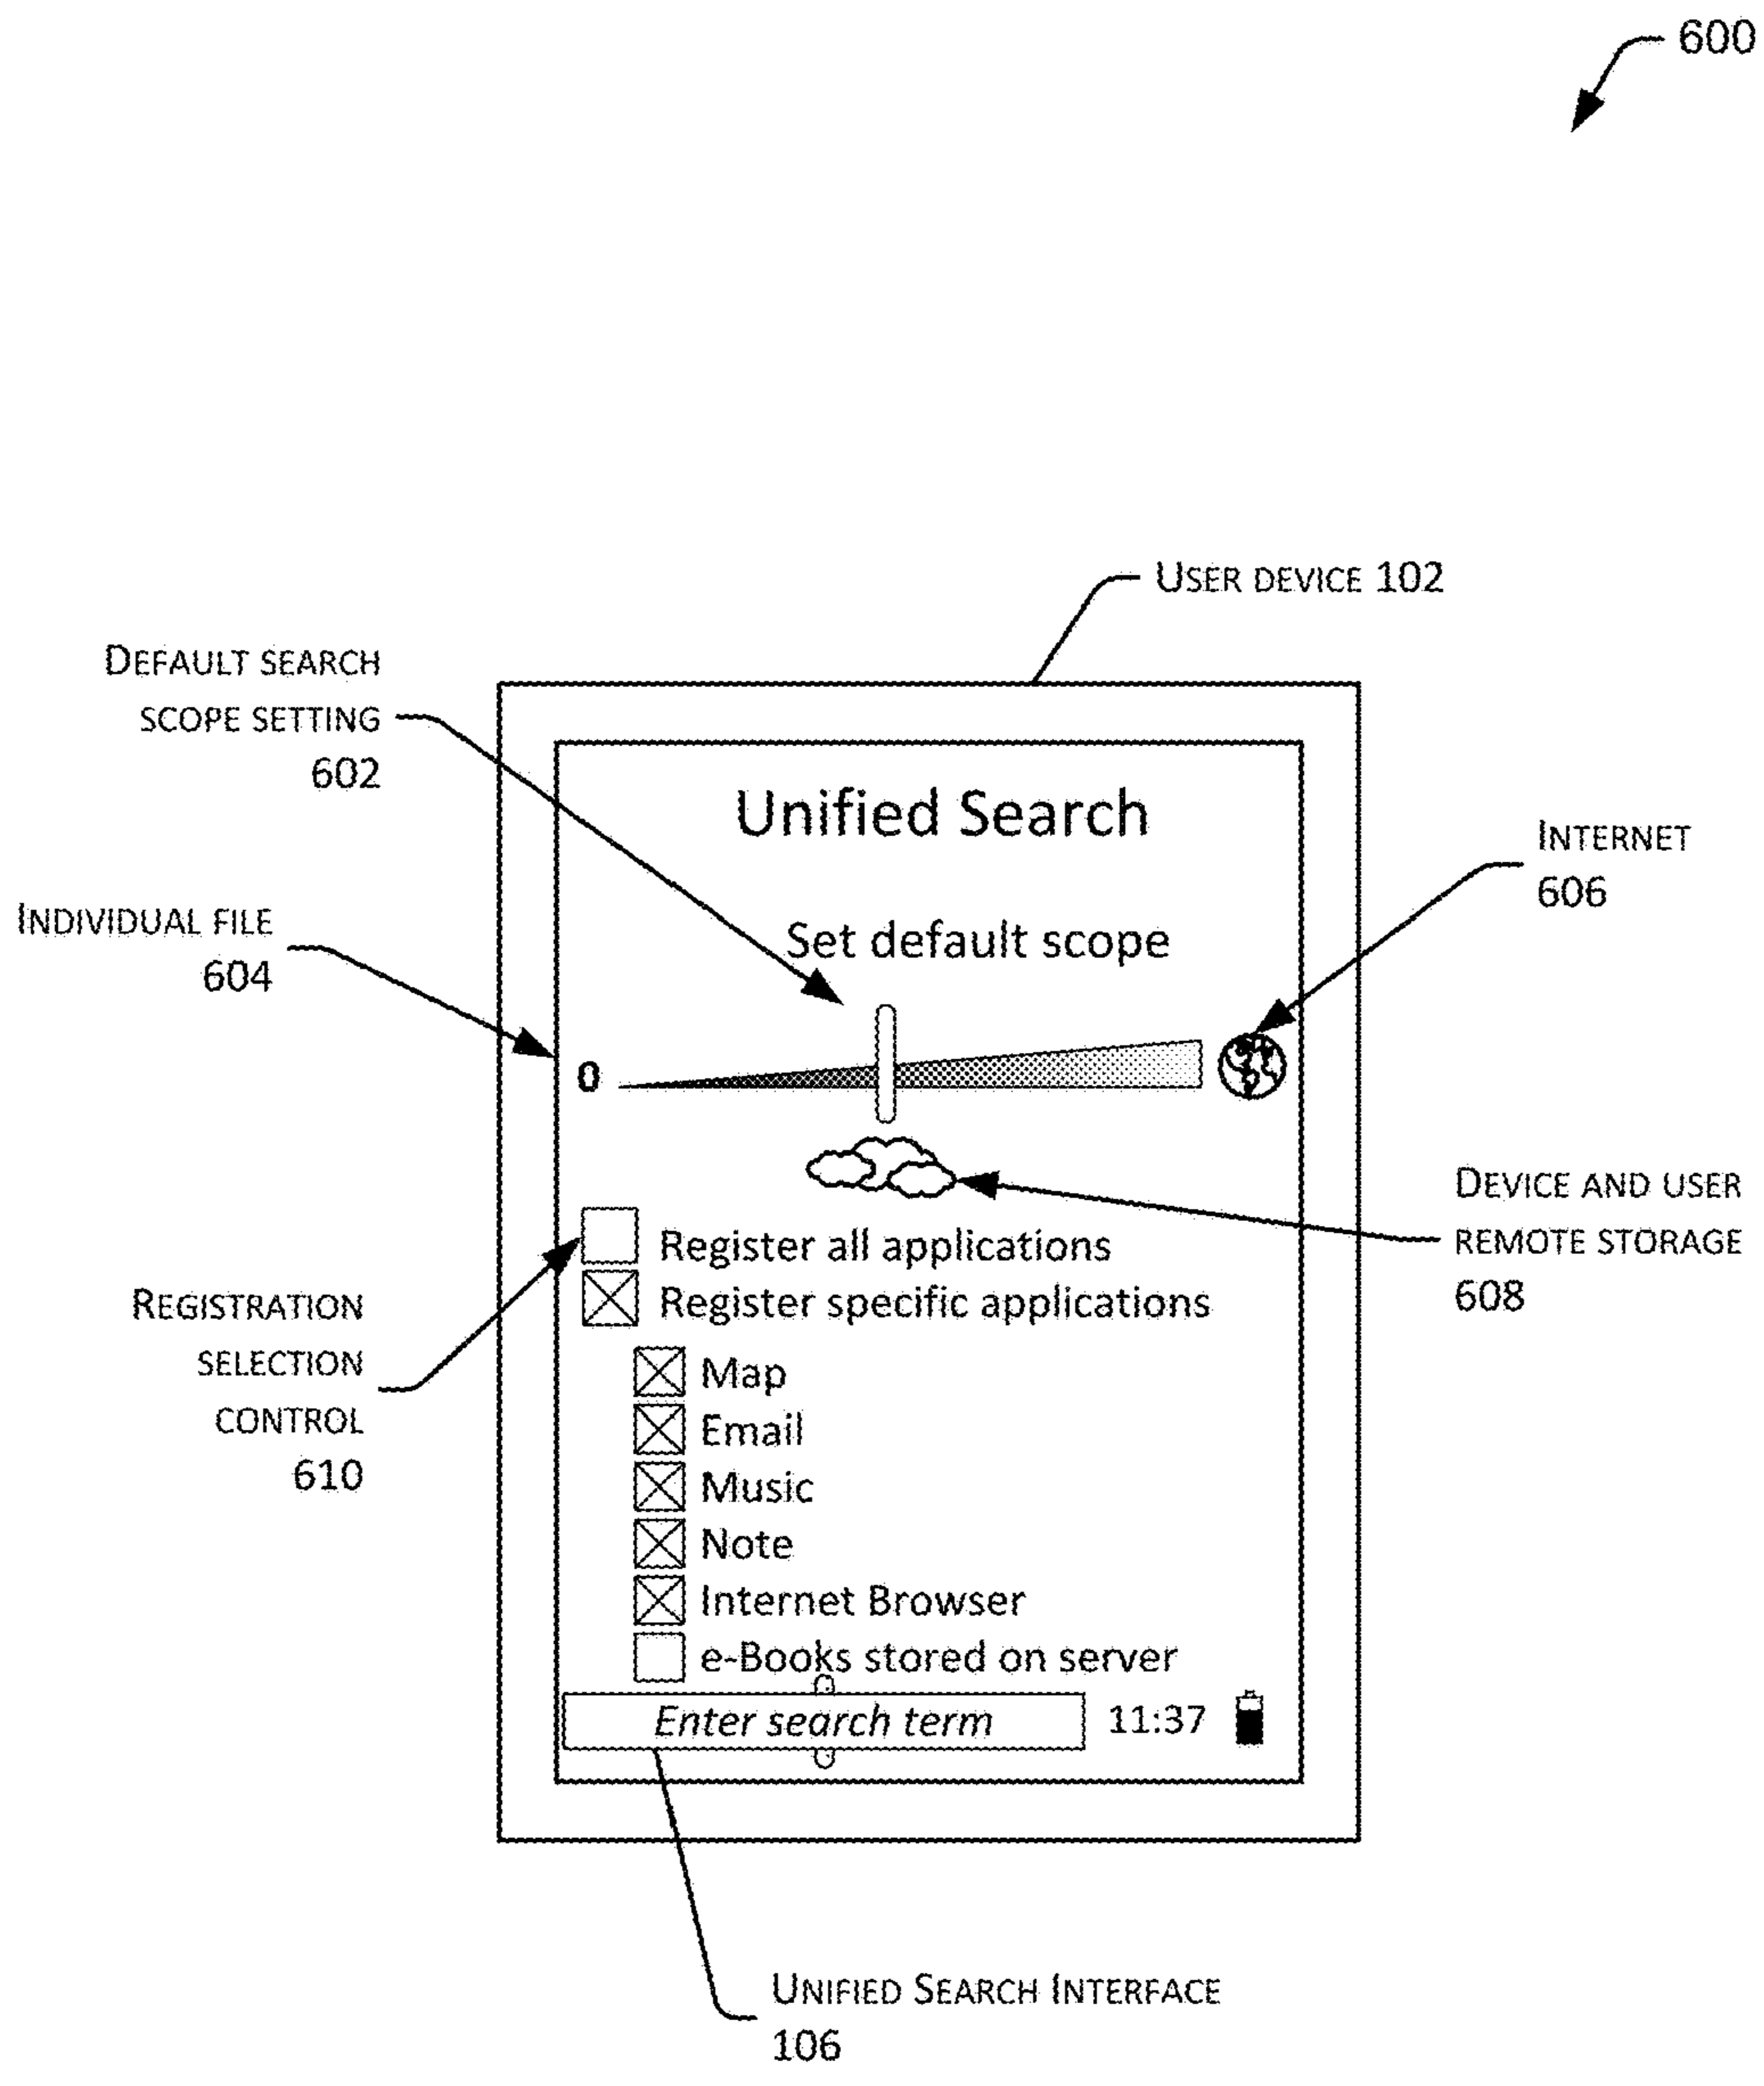 600
USER DEVICE 102
DEFAULT SEARCH
SCOPE SETTING
602
Unified Search
INTERNET
606
INDIVIDUAL FILE
604
Set default scope
0
DEVICE AND USER
REMOTE STORAGE
608
Register all applications
Register specific applications
REGISTRATION
SELECTION
CONTROL
610
Map
Email
Music
Note
Internet Browser
e-Books stored on server
Enter search term 11:37
UNIFIED SEARCH INTERFACE
106